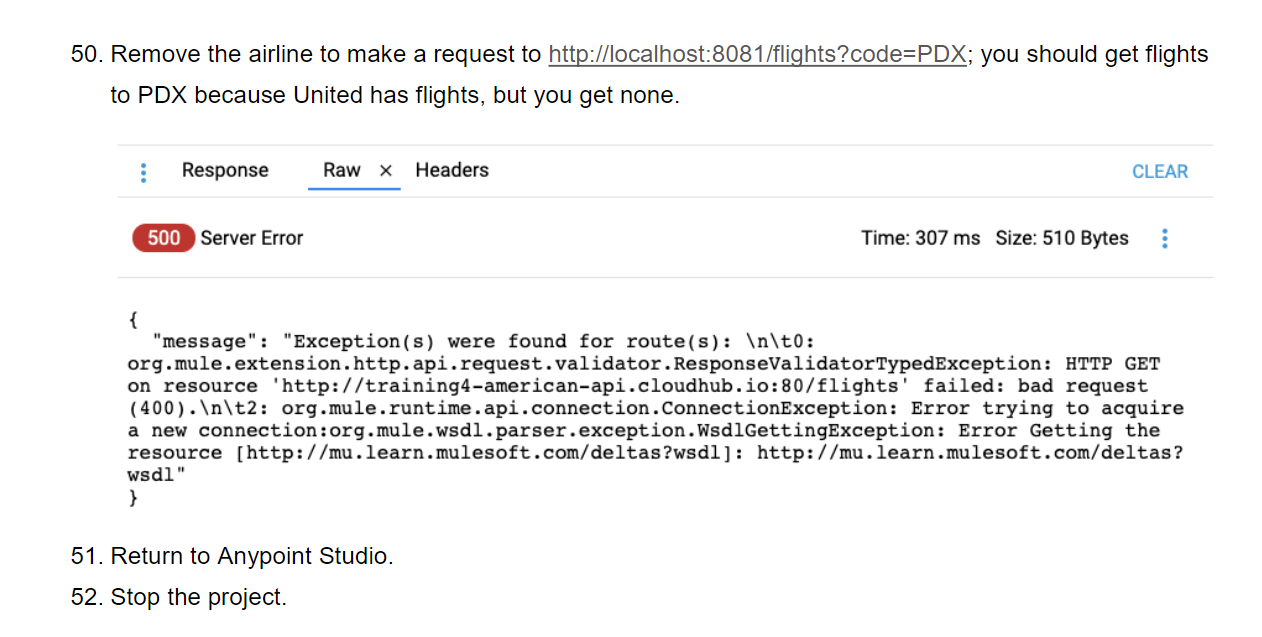 50. Remove the airline to make a request to http://localhost:8081/flights?code=PDX; you should get flights
to PDX because United has flights, but you get none.
Response Raw × Headers CLEAR
500 Server Error Time: 307 ms Size: 510 Bytes
{
"message": "Exception(s) were found for route(s): \n\t0:
org.mule.extension.http.api.request.validator.ResponseValidatorTypedException: HTTP GET
on resource 'http://training4-american-api.cloudhub.io:80/flights' failed: bad request
(400).\n\t2: org.mule.runtime.api.connection.ConnectionException: Error trying to acquire
a new connection:org.mule.wsdl.parser.exception.WsdlGettingException: Error Getting the
resource [http://mu.learn.mulesoft.com/deltas?wsdl]: http://mu.learn.mulesoft.com/deltas?
wsdl"
}
51. Return to Anypoint Studio.
52. Stop the project.